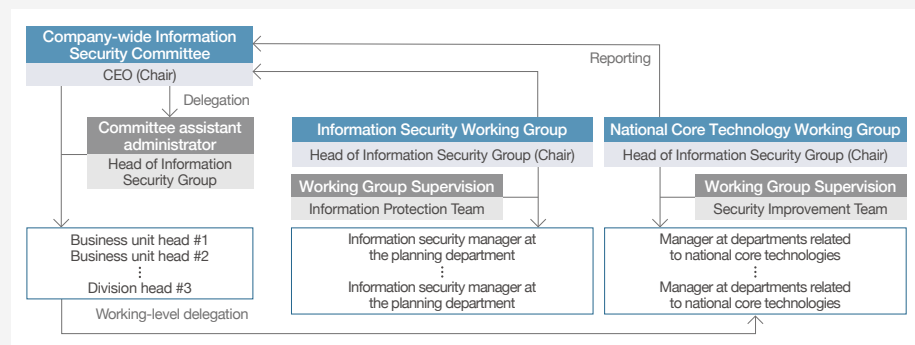 Company-wide Information
Security Committee
CEO (Chair)
Delegation
Committee assistant
administrator
Head of Information
Security Group
Business unit head #1
Business unit head #2
⋮
Division head #3
Working-level delegation
Reporting
Information Security Working Group
Head of Information Security Group (Chair)
Working Group Supervision
Information Protection Team
Information security manager at
the planning department
⋮
Information security manager at
the planning department
National Core Technology Working Group
Head of Information Security Group (Chair)
Working Group Supervision
Security Improvement Team
Manager at departments related
to national core technologies
⋮
Manager at departments related
to national core technologies